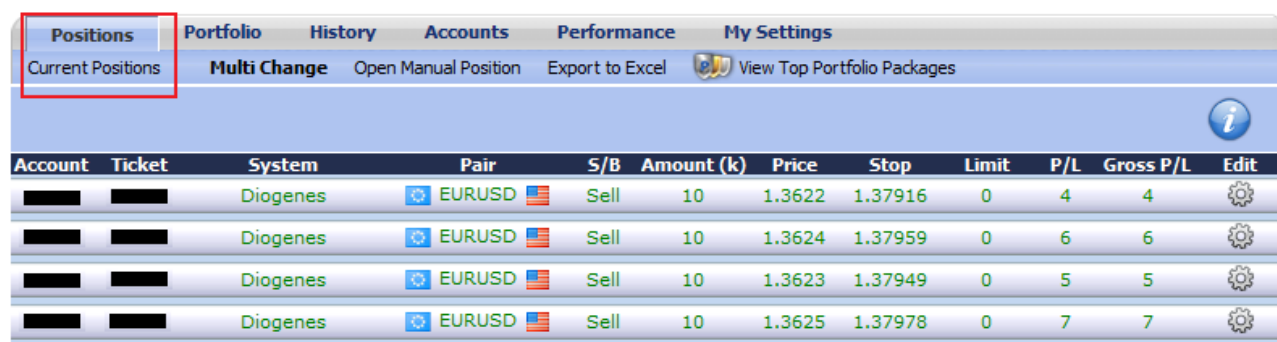 Positions Portfolio History Accounts Performance My Settings
Current Positions Multi Change Open Manual Position Export to Excel View Top Portfolio Packages
i
Account Ticket System Pair S/B Amount (k) Price Stop Limit P/L Gross P/L Edit
Diogenes EURUSD Sell 10 1.3622 1.37916 0 4 4
Diogenes EURUSD Sell 10 1.3624 1.37959 0 6 6
Diogenes EURUSD Sell 10 1.3623 1.37949 0 5 5
Diogenes EURUSD Sell 10 1.3625 1.37978 0 7 7